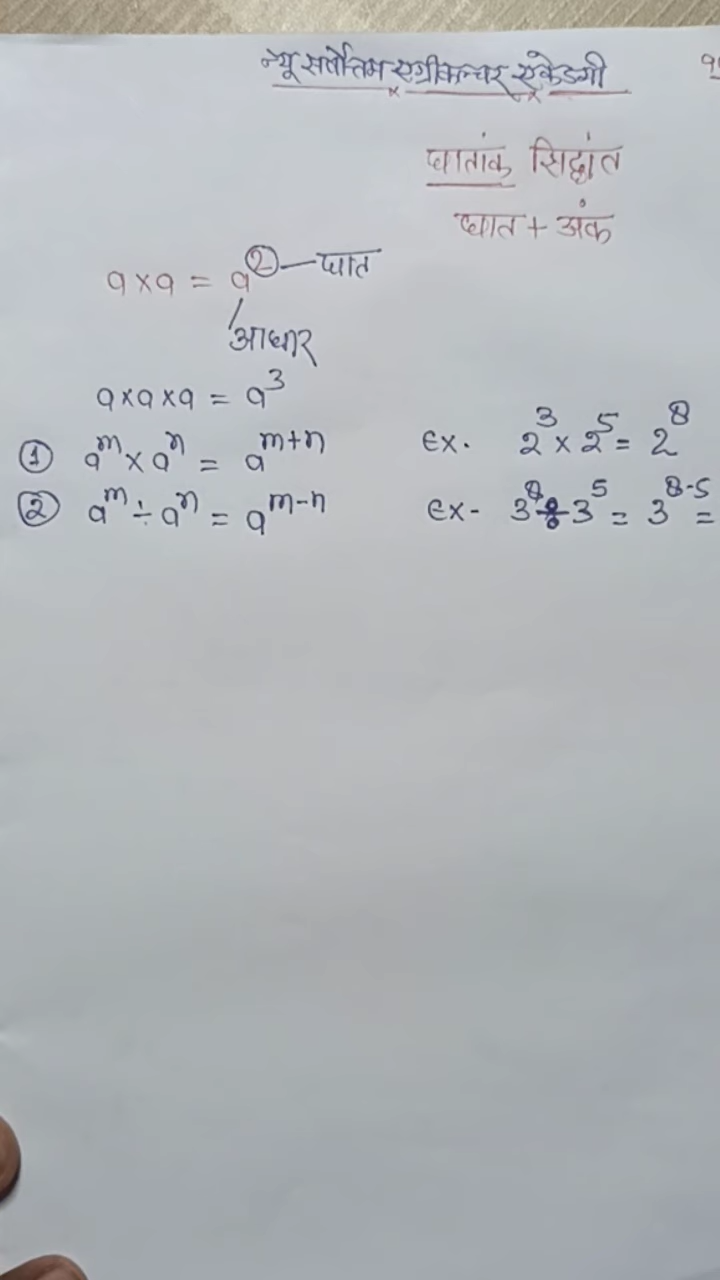 न्यू सर्वोत्तम एग्रीकल्चर एकेडमी
घातांक सिद्धांत
घात + अंक
a×a = a² — घात
आधार
a×a×a = a³
① aᵐ × aⁿ = aᵐ⁺ⁿ ex. 2³ × 2⁵ = 2⁸
② aᵐ ÷ aⁿ = aᵐ⁻ⁿ ex- 3⁸ ÷ 3⁵ = 3⁸⁻⁵ =